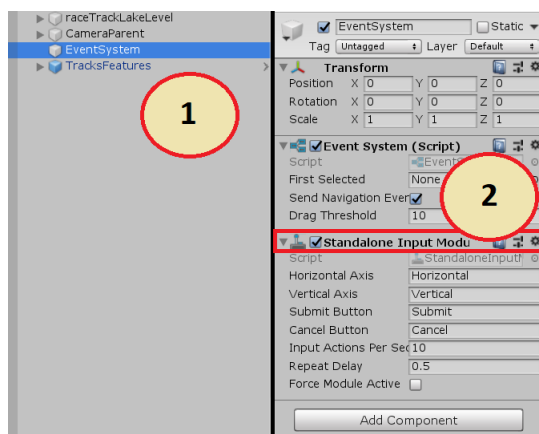 raceTrackLakeLevel
CameraParent
EventSystem
TracksFeatures
1
EventSystem Static
Tag Untagged Layer Default
Transform
Position X 0 Y 0 Z 0
Rotation X 0 Y 0 Z 0
Scale X 1 Y 1 Z 1
Event System (Script)
Script
First Selected None
Send Navigation Ever
Drag Threshold 10
2
Standalone Input Modu
Script StandaloneInputM
Horizontal Axis Horizontal
Vertical Axis Vertical
Submit Button Submit
Cancel Button Cancel
Input Actions Per Sec 10
Repeat Delay 0.5
Force Module Active
Add Component